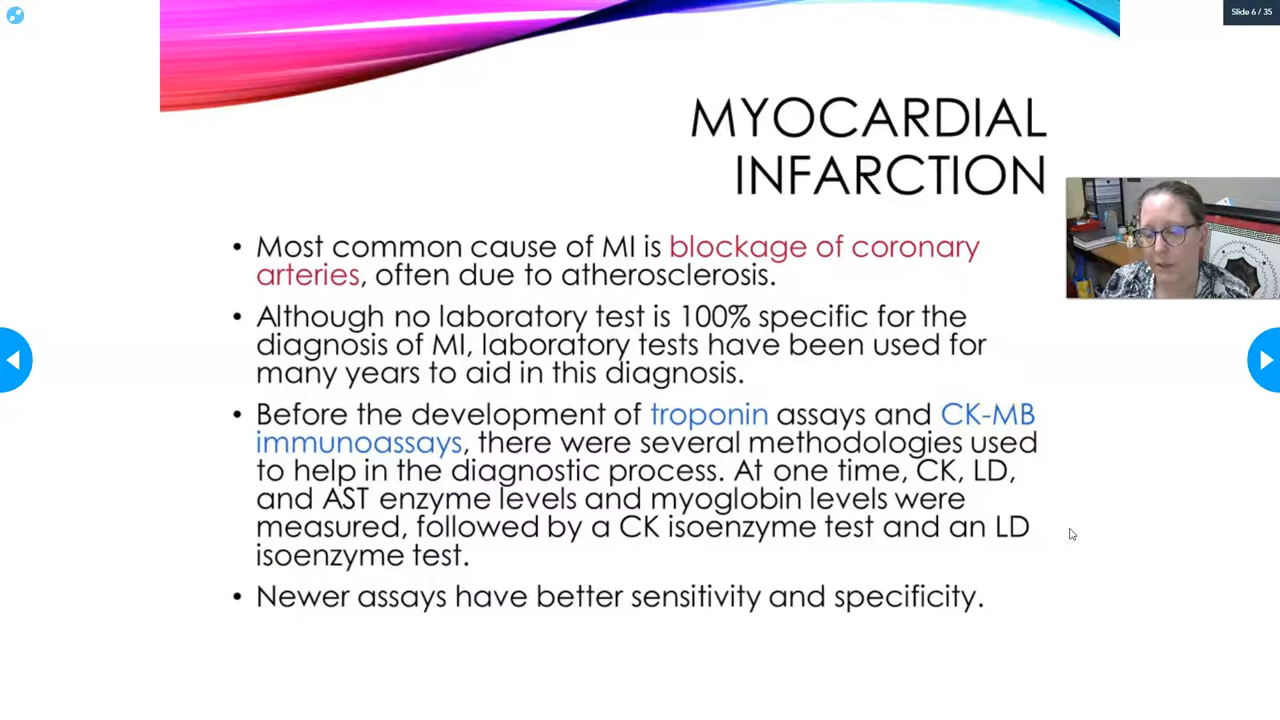 Slide 6 / 35
MYOCARDIAL
INFARCTION
• Most common cause of MI is blockage of coronary
arteries, often due to atherosclerosis.
• Although no laboratory test is 100% specific for the
diagnosis of MI, laboratory tests have been used for
many years to aid in this diagnosis.
• Before the development of troponin assays and CK-MB
immunoassays, there were several methodologies used
to help in the diagnostic process. At one time, CK, LD,
and AST enzyme levels and myoglobin levels were
measured, followed by a CK isoenzyme test and an LD
isoenzyme test.
• Newer assays have better sensitivity and specificity.